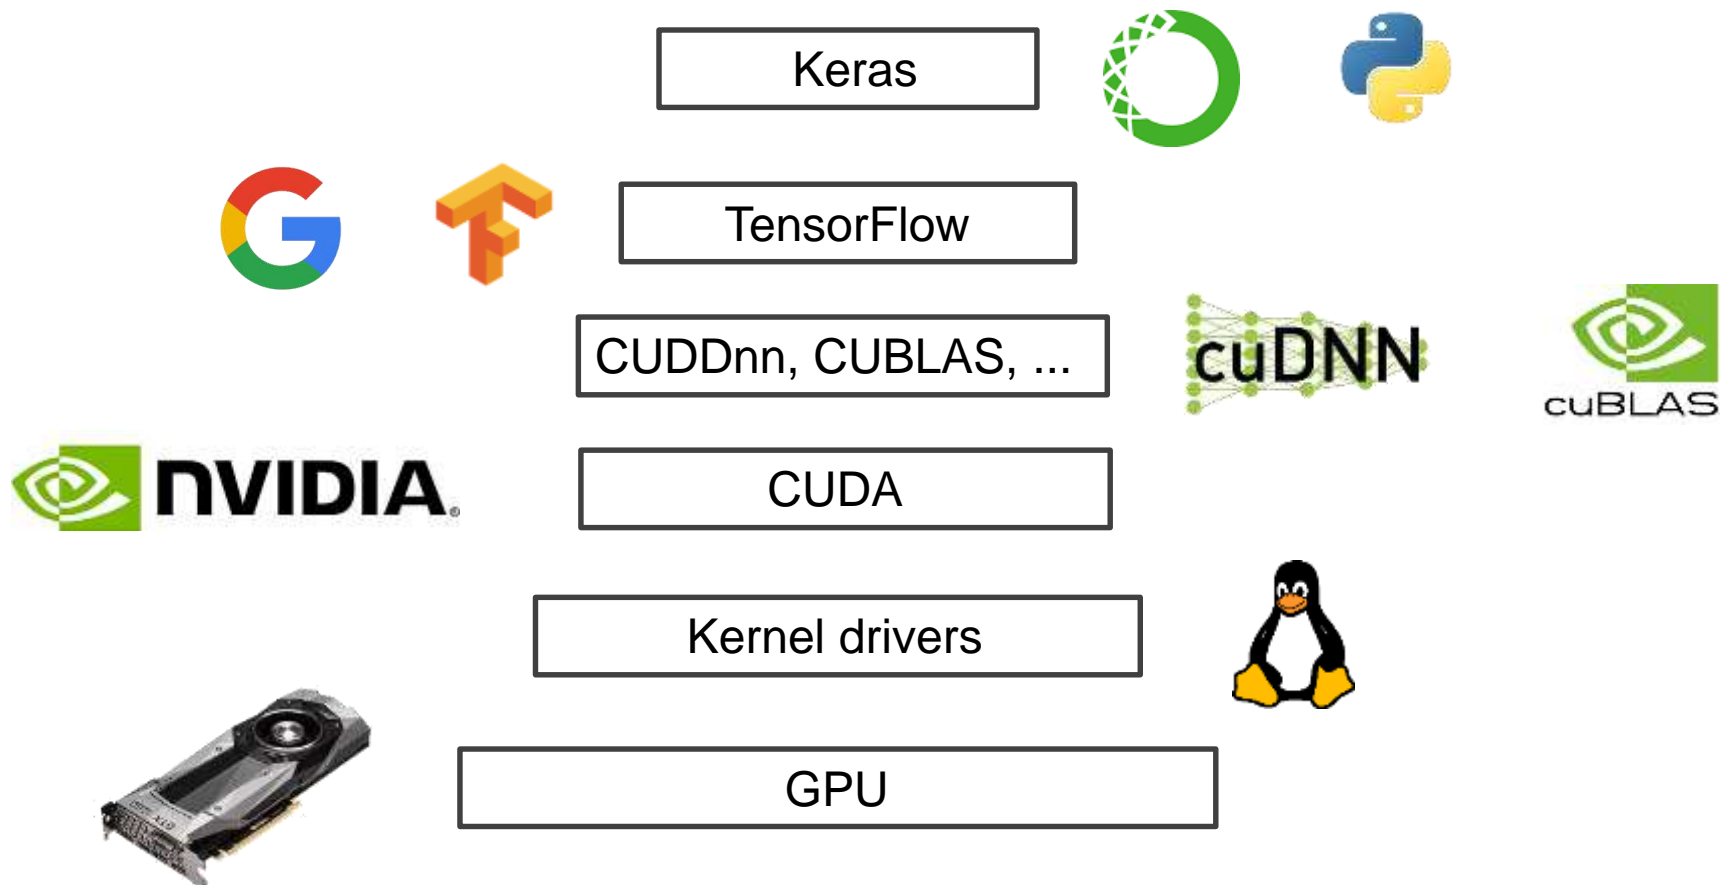 Keras
TensorFlow
CUDDnn, CUBLAS, ...
cuDNN
cuBLAS
nVIDIA®
CUDA
Kernel drivers
GPU